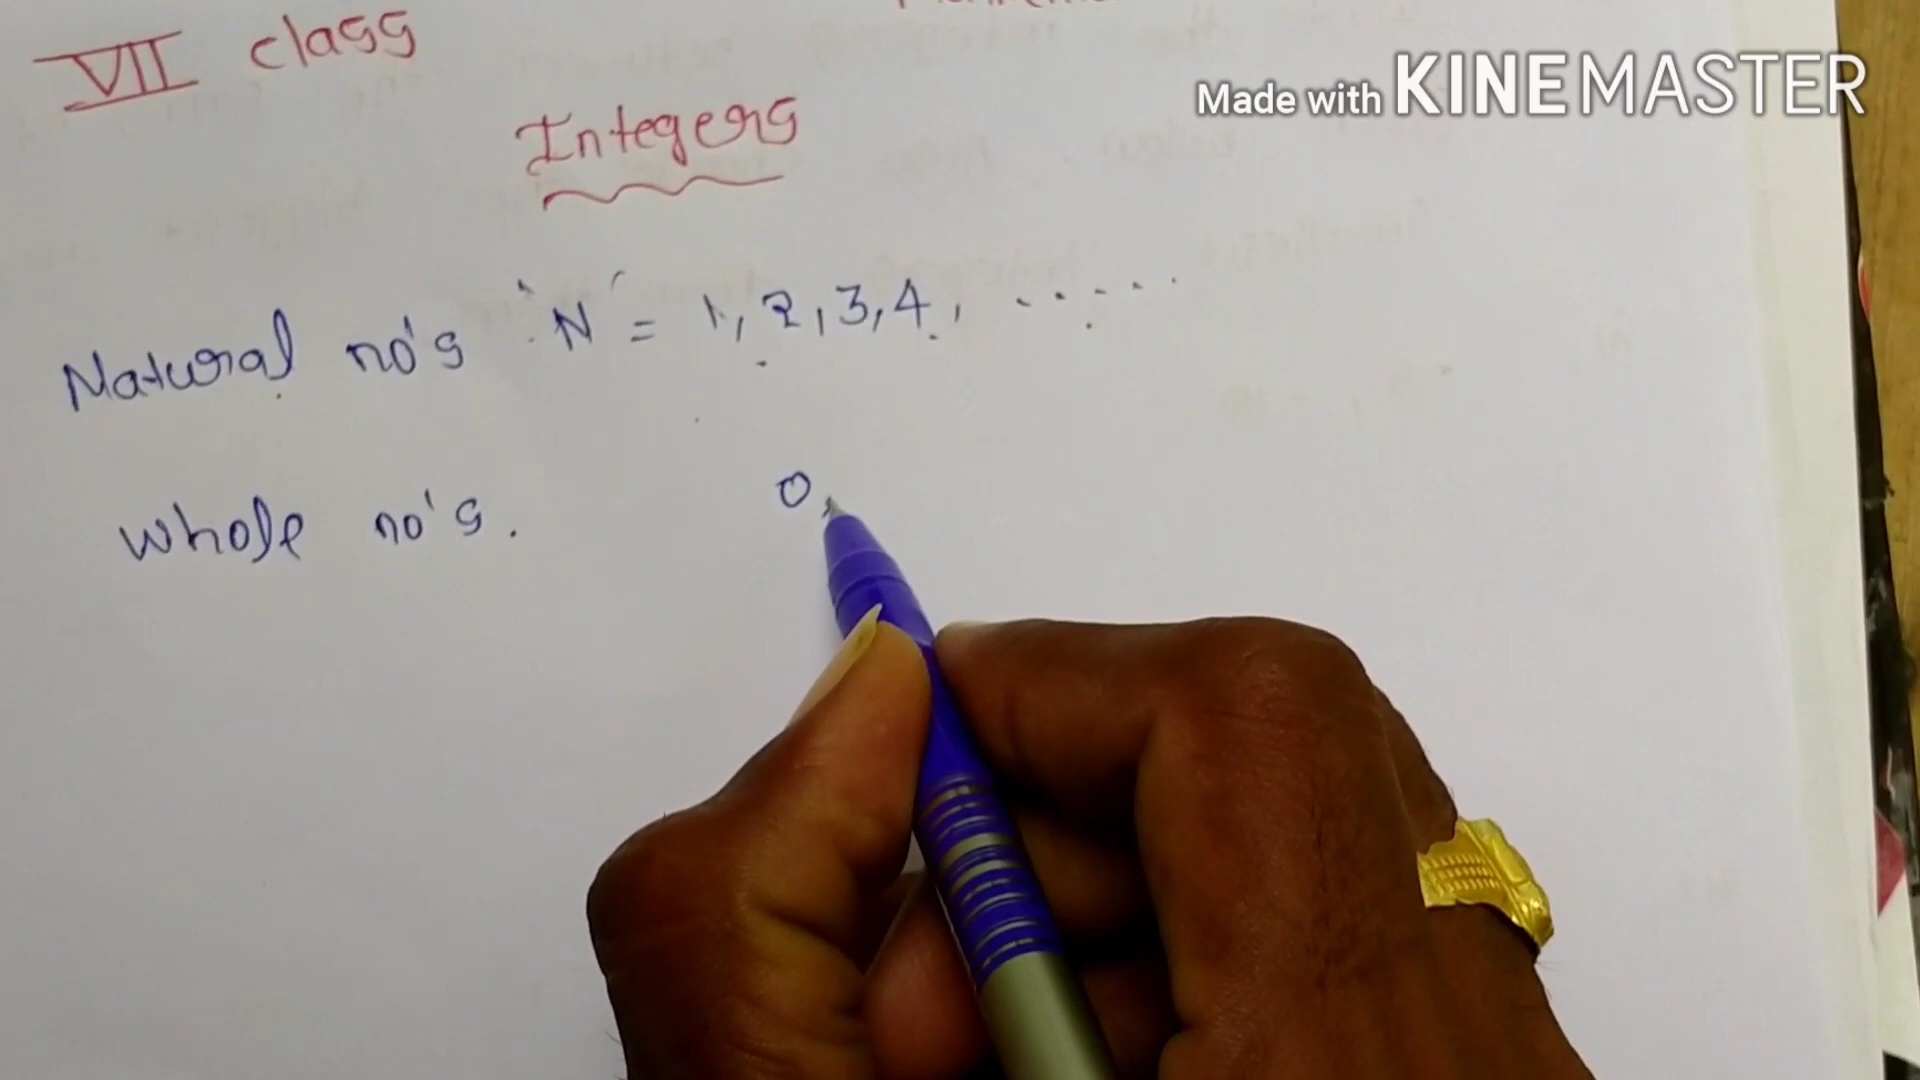 VII class
Made with KINEMASTER
Integers
Natural no's 'N' = 1, 2, 3, 4, .....
Whole no's. 0,